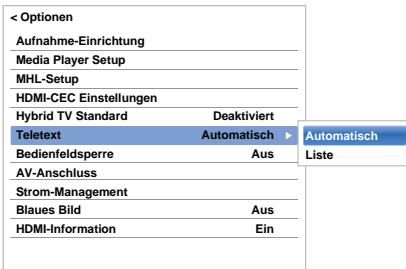 < Optionen
Aufnahme-Einrichtung
Media Player Setup
MHL-Setup
HDMI-CEC Einstellungen
Hybrid TV Standard Deaktiviert
Teletext Automatisch
Automatisch
Bedienfeldsperre Aus
Liste
AV-Anschluss
Strom-Management
Blaues Bild Aus
HDMI-Information Ein